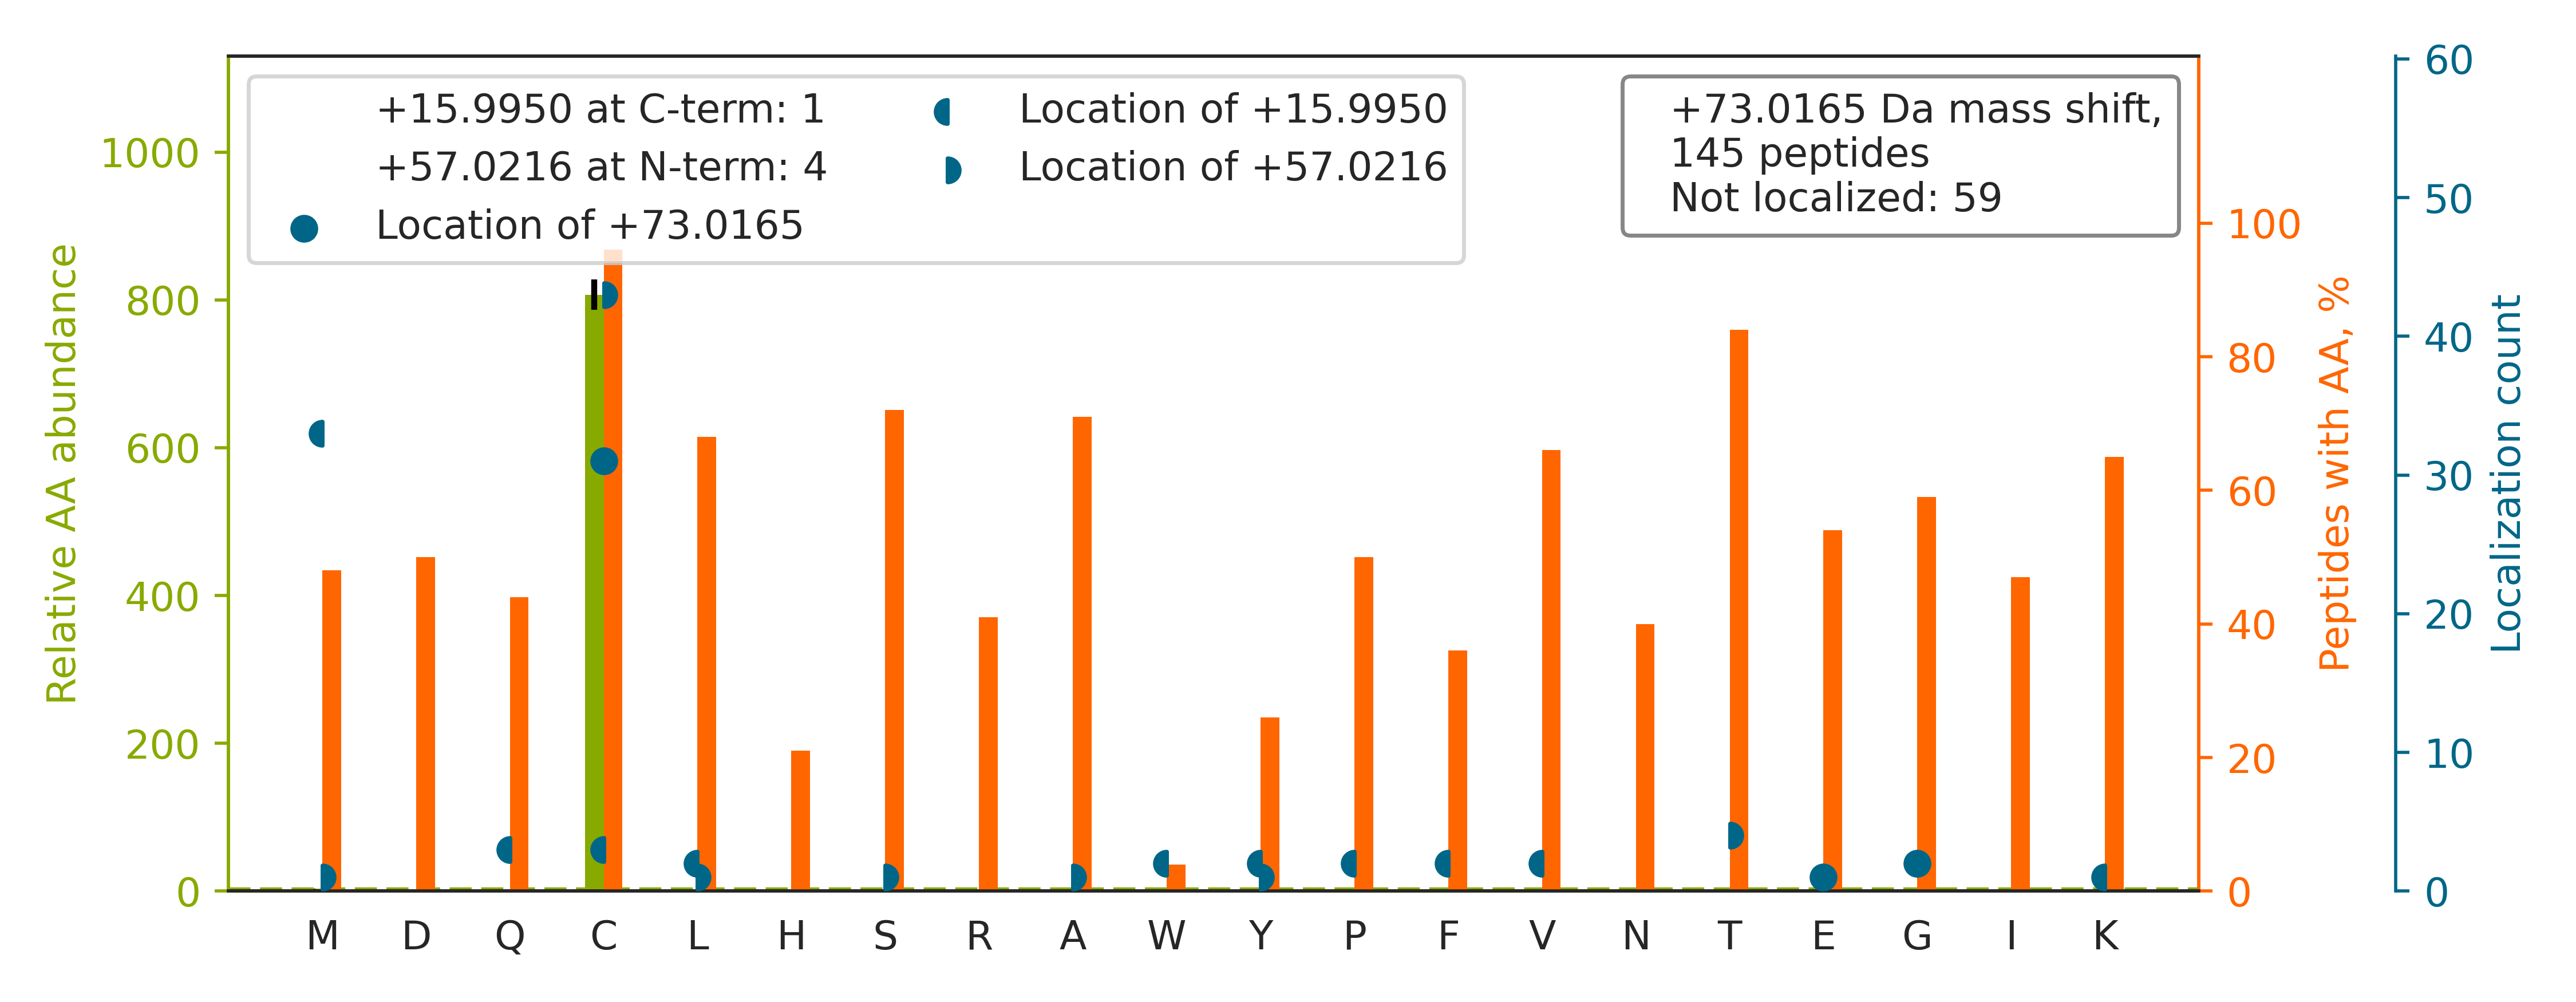 +15.9950 at C-term: 1
+57.0216 at N-term: 4
Location of +73.0165
Location of +15.9950
Location of +57.0216
+73.0165 Da mass shift,
145 peptides
Not localized: 59
Relative AA abundance
1000
800
600
400
200
0
100
80
60
40
20
0
Peptides with AA, %
60
50
40
30
20
10
0
Localization count
M D Q C L H S R A W Y P F V N T E G I K